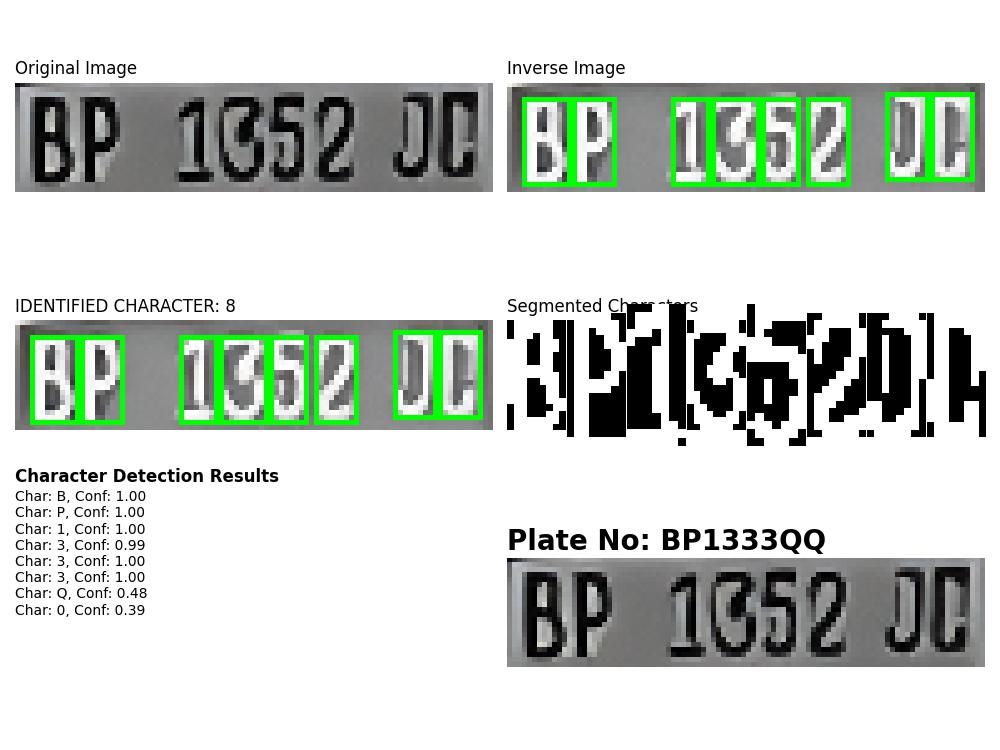 Original Image
Inverse Image
BP 1352 JC
BP 1352 JC
IDENTIFIED CHARACTER: 8
Segmented Characters
BP 1352 JC
Character Detection Results
Char: B, Conf: 1.00
Char: P, Conf: 1.00
Char: 1, Conf: 1.00
Char: 3, Conf: 0.99
Char: 3, Conf: 1.00
Char: 3, Conf: 1.00
Char: Q, Conf: 0.48
Char: 0, Conf: 0.39
Plate No: BP1333QQ
BP 1352 JC